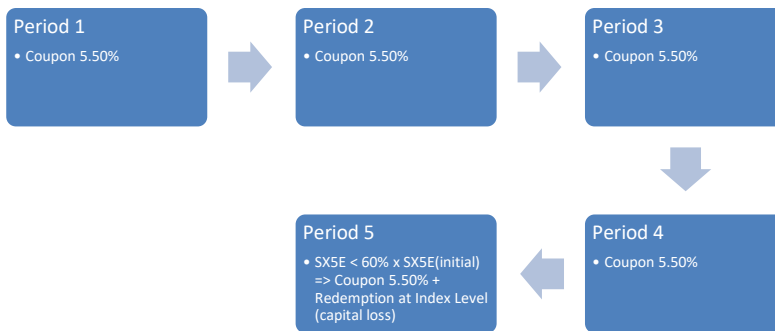 Period 1
• Coupon 5.50%
Period 2
• Coupon 5.50%
Period 3
• Coupon 5.50%
Period 4
• Coupon 5.50%
Period 5
• SX5E < 60% x SX5E(initial)
=> Coupon 5.50% +
Redemption at Index Level
(capital loss)